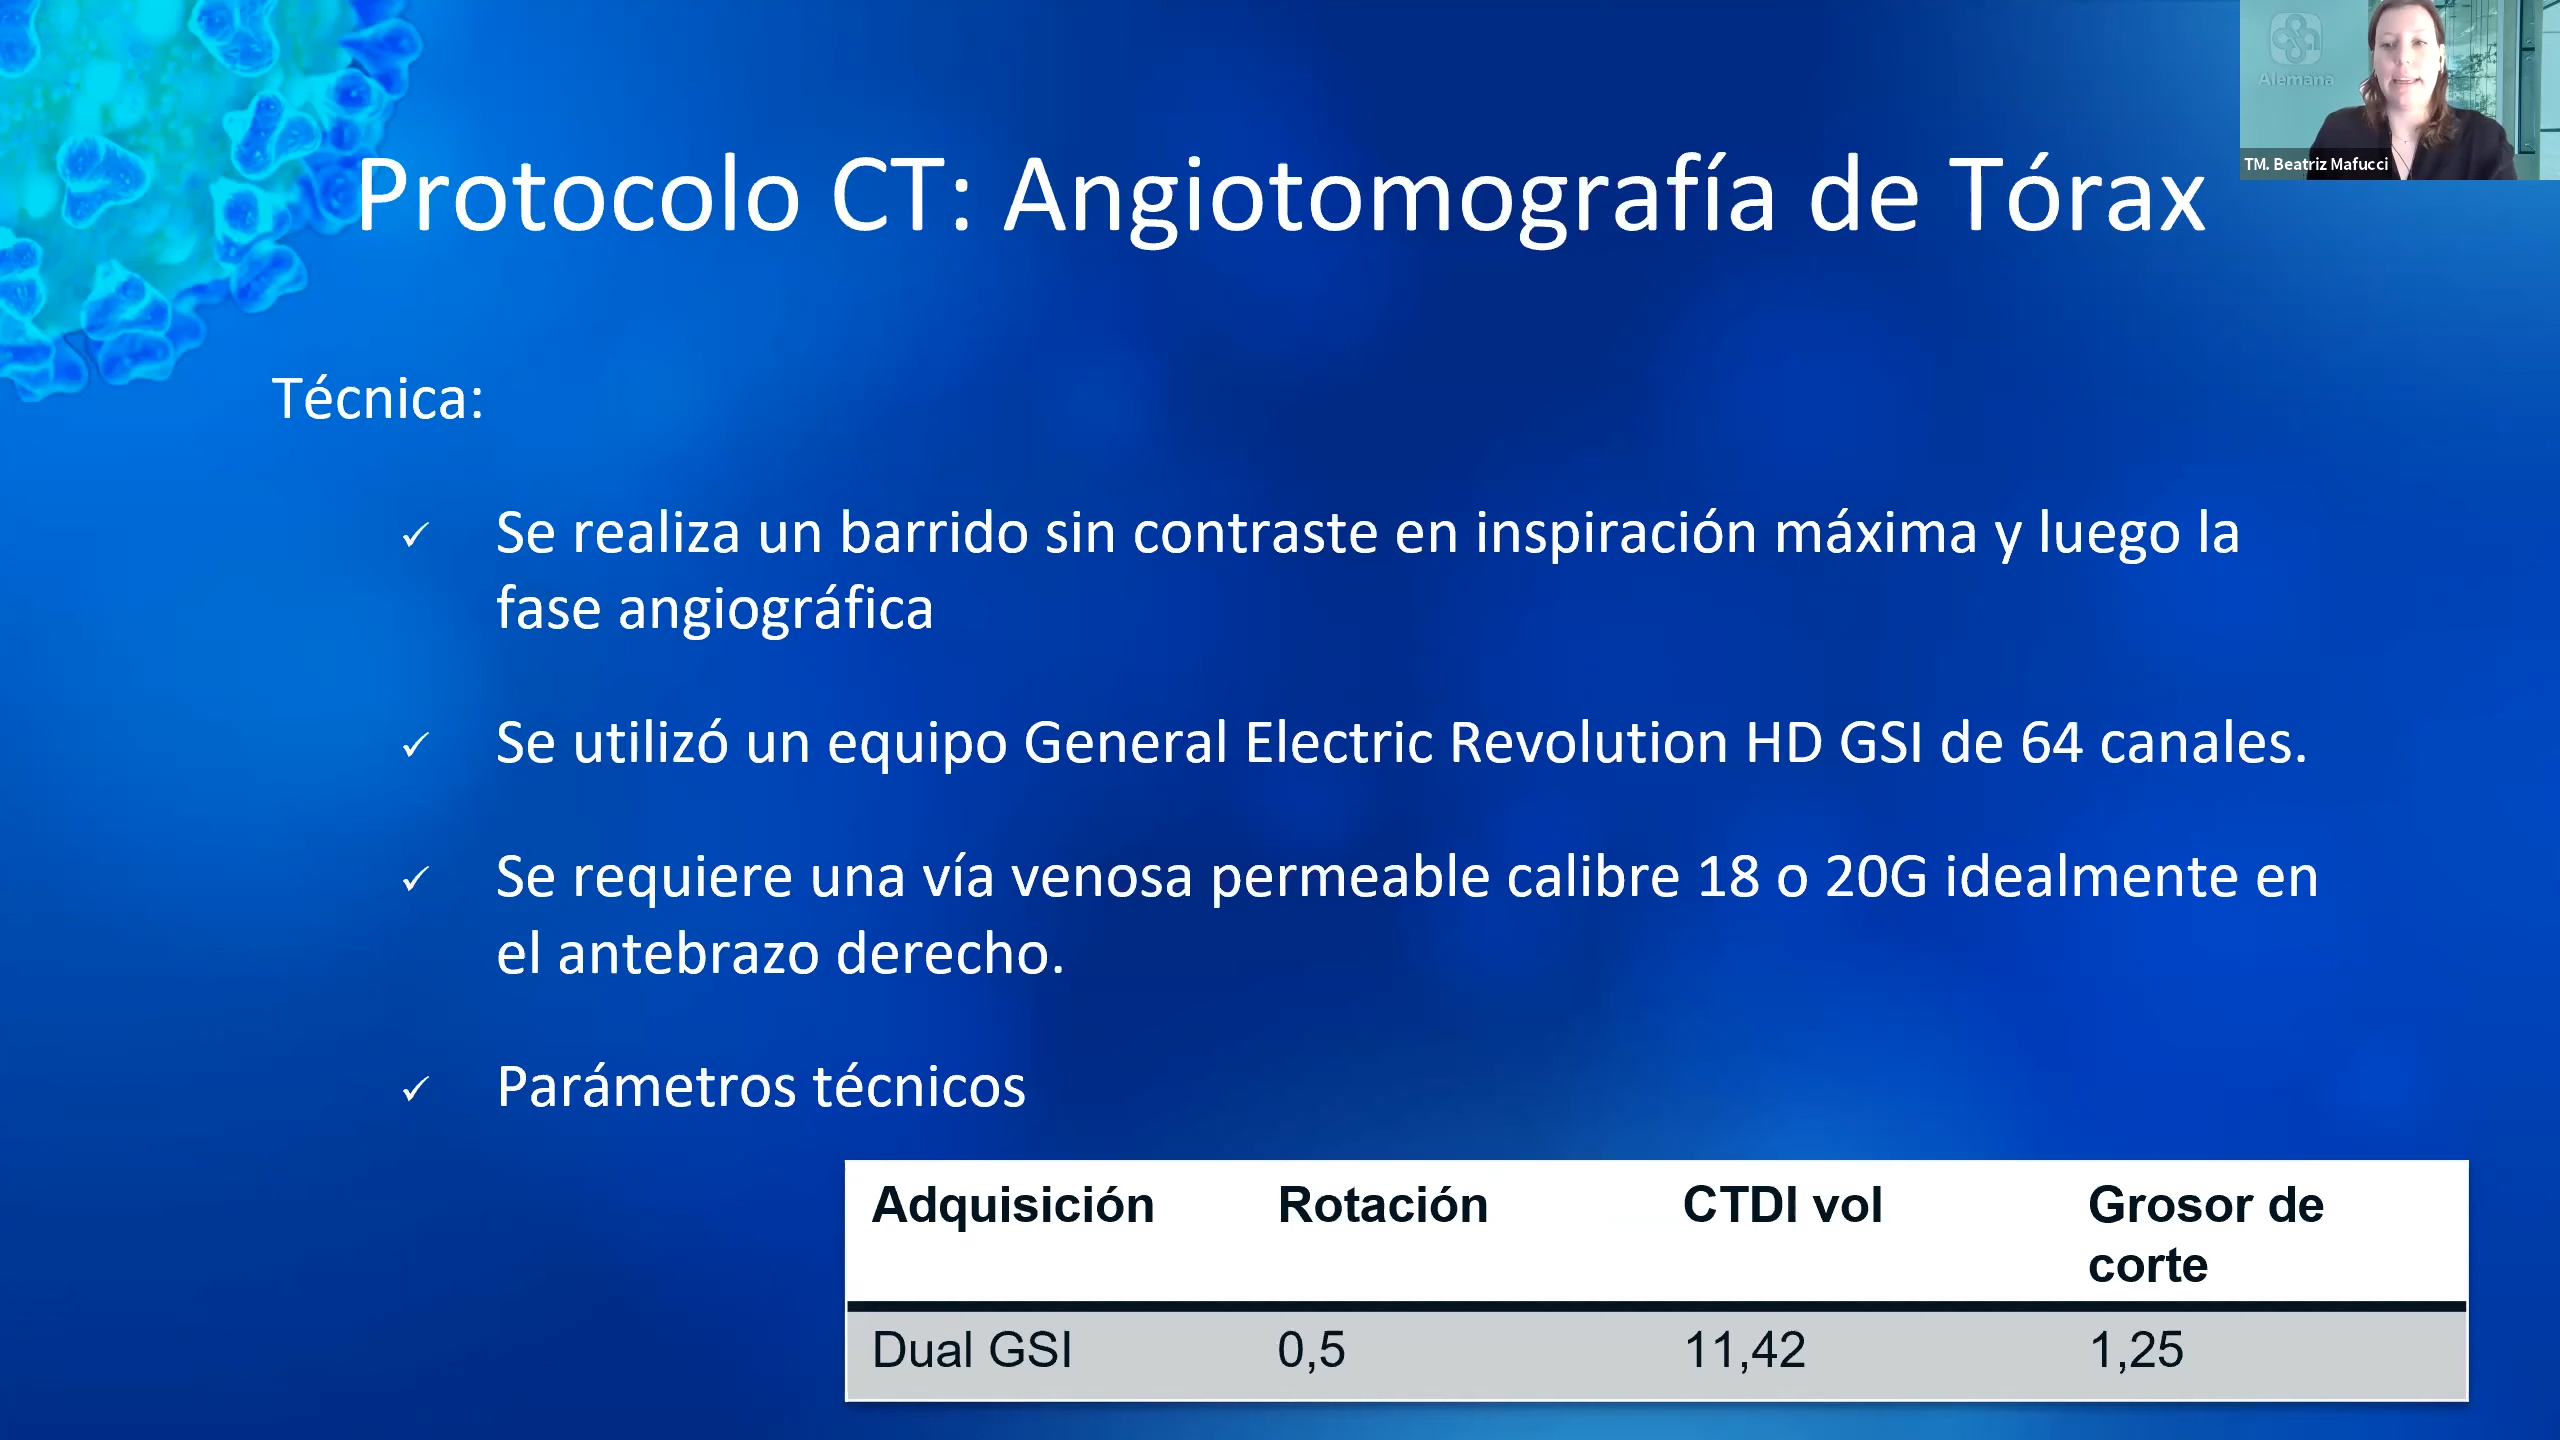 Alemana
TM. Beatriz Mafucci
Protocolo CT: Angiotomografía de Tórax
Técnica:
✓ Se realiza un barrido sin contraste en inspiración máxima y luego la
fase angiográfica
✓ Se utilizó un equipo General Electric Revolution HD GSI de 64 canales.
✓ Se requiere una vía venosa permeable calibre 18 o 20G idealmente en
el antebrazo derecho.
✓ Parámetros técnicos
Adquisición Rotación CTDI vol Grosor de
corte
Dual GSI 0,5 11,42 1,25